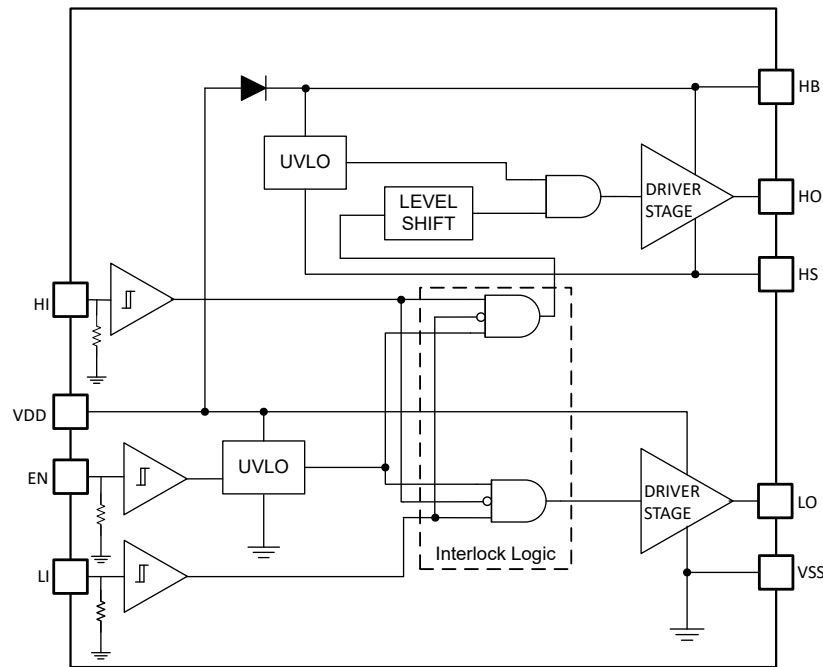 HB
UVLO
DRIVER
STAGE
HO
LEVEL
SHIFT
HS
HI
VDD
EN
UVLO
DRIVER
STAGE
LO
Interlock Logic
LI
VSS